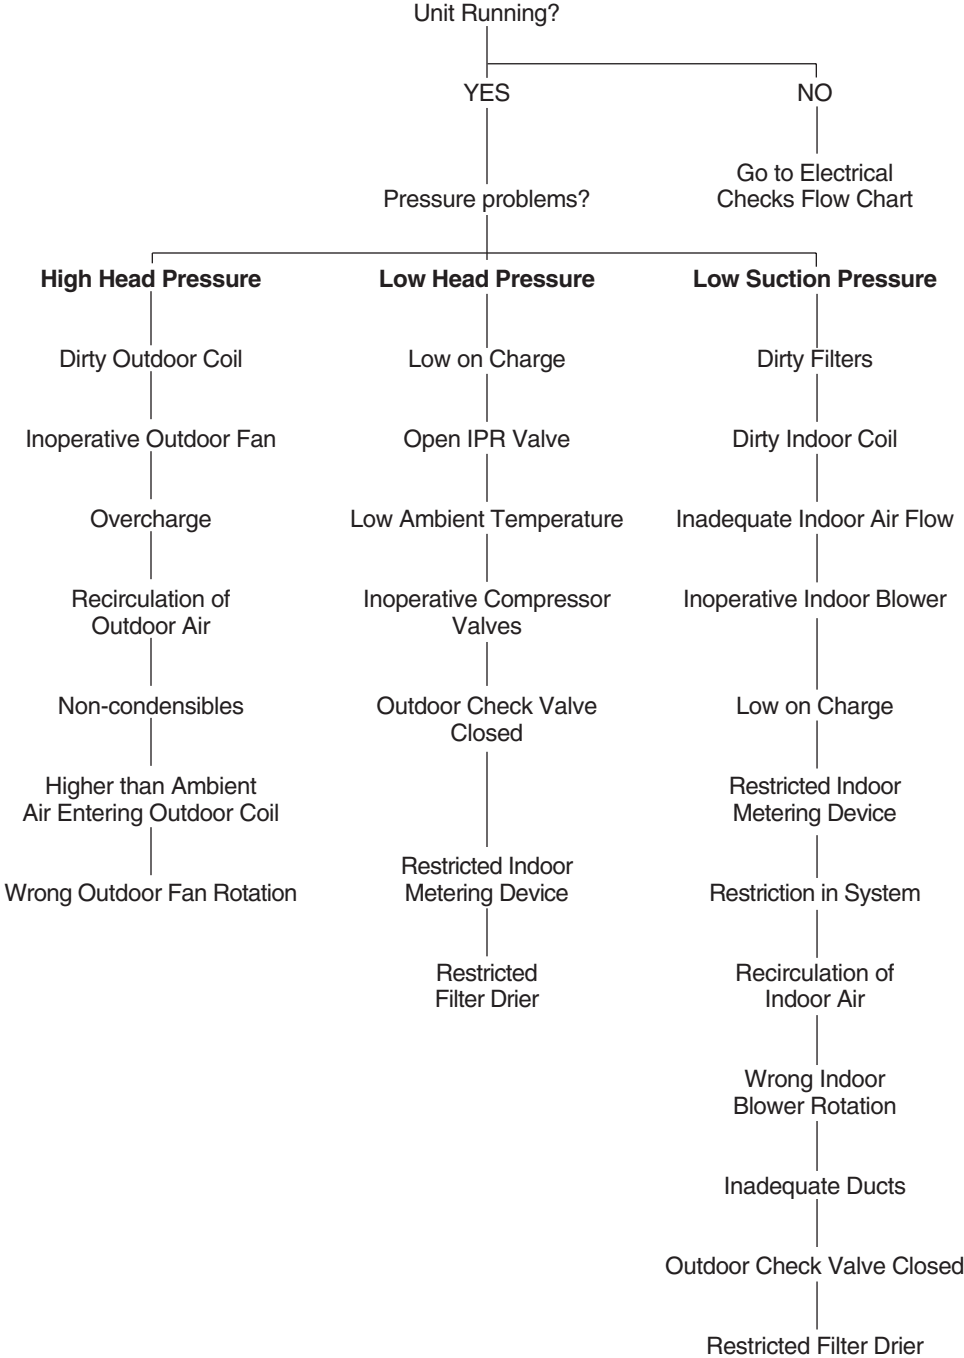 Unit Running?
YES
NO
Go to Electrical
Checks Flow Chart
Pressure problems?
High Head Pressure
Dirty Outdoor Coil
Inoperative Outdoor Fan
Overcharge
Recirculation of
Outdoor Air
Non-condensibles
Higher than Ambient
Air Entering Outdoor Coil
Wrong Outdoor Fan Rotation
Low Head Pressure
Low on Charge
Open IPR Valve
Low Ambient Temperature
Inoperative Compressor
Valves
Outdoor Check Valve
Closed
Restricted Indoor
Metering Device
Restricted
Filter Drier
Low Suction Pressure
Dirty Filters
Dirty Indoor Coil
Inadequate Indoor Air Flow
Inoperative Indoor Blower
Low on Charge
Restricted Indoor
Metering Device
Restriction in System
Recirculation of
Indoor Air
Wrong Indoor
Blower Rotation
Inadequate Ducts
Outdoor Check Valve Closed
Restricted Filter Drier